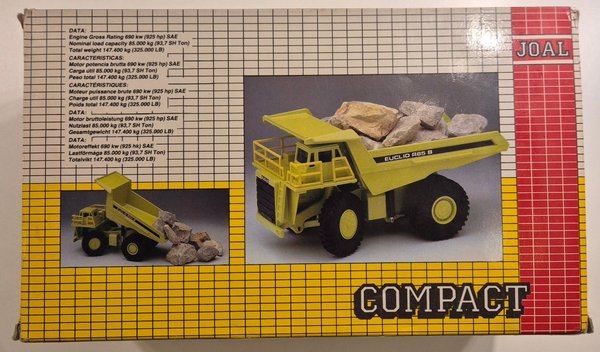 DATA:
Engine Gross Rating 690 kw (925 hp) SAE
Nominal load capacity 85.000 kg (93,7 SH Ton)
Total weight 147.400 kg (325.000 LB)
CARACTERISTICAS:
Motor potencia brutta 690 kw (925 cv) SAE
Carga útil 85.000 kg (93,7 SH Ton)
Peso total 147.400 kg (325.000 LB)
CARACTÉRISTIQUES:
Moteur puissance brute 690 kw (925 cv) SAE
Charge util 85.000 kg (93,7 SH Ton)
Poids total 147.400 kg (325.000 LB)
DATA:
Motor bruttoleistung 690 kw (925 ch) SAE
Nutzlast 85.000 kg (93,7 SH Ton)
Gesamtgewicht 147.400 kg (325.000 LB)
DATA:
Motoreffekt 690 kw (925 hk) SAE
Lastförmåga 85.000 kg (93,7 SH Ton)
Totalvikt 147.400 kg (325.000 LB)
JOAL
EUCLID R85 B
COMPACT